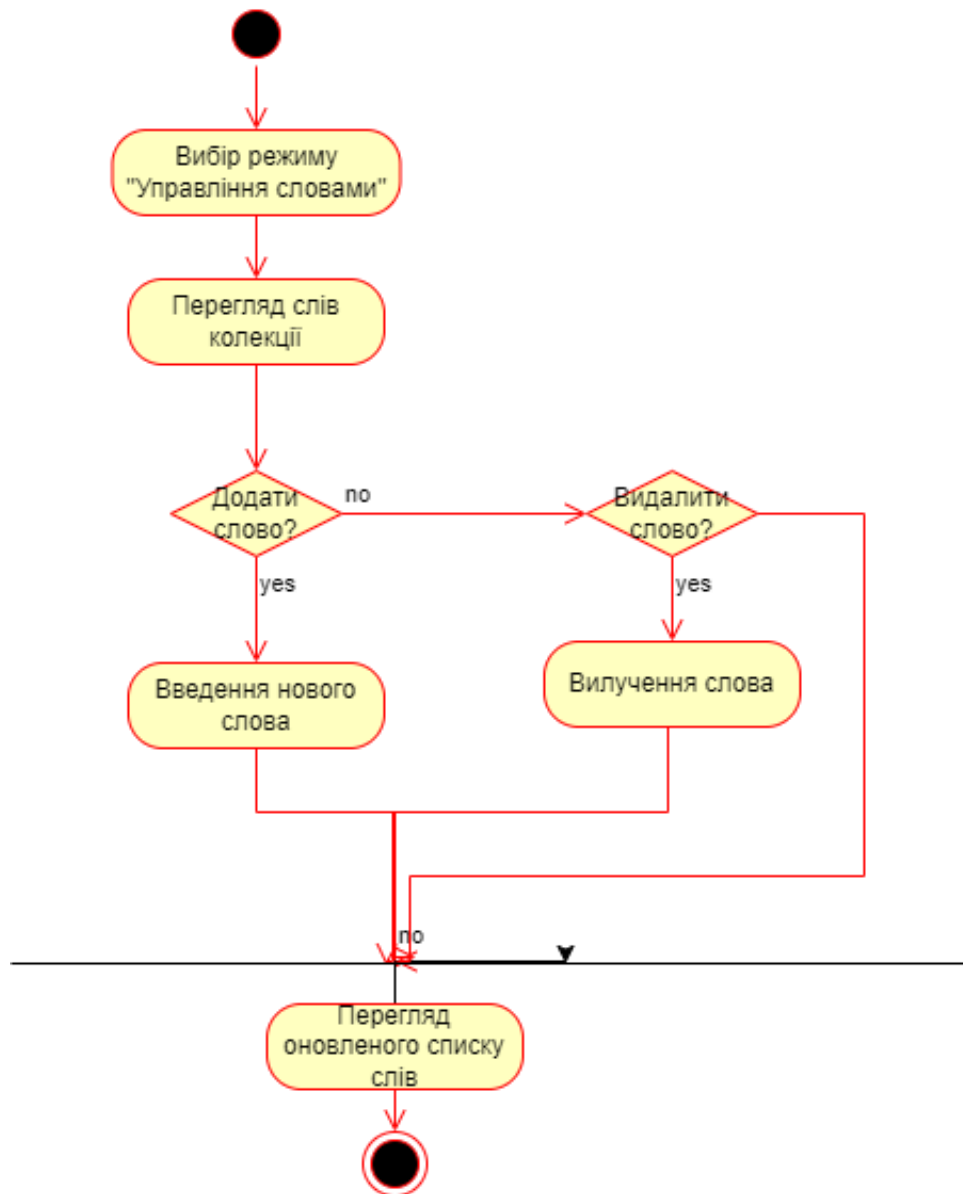 Вибір режиму
"Управління словами"
Перегляд слів
колекції
Додати
слово?
no
Видалити
слово?
yes
yes
Введення нового
слова
Вилучення слова
no
Перегляд
оновленого списку
слів